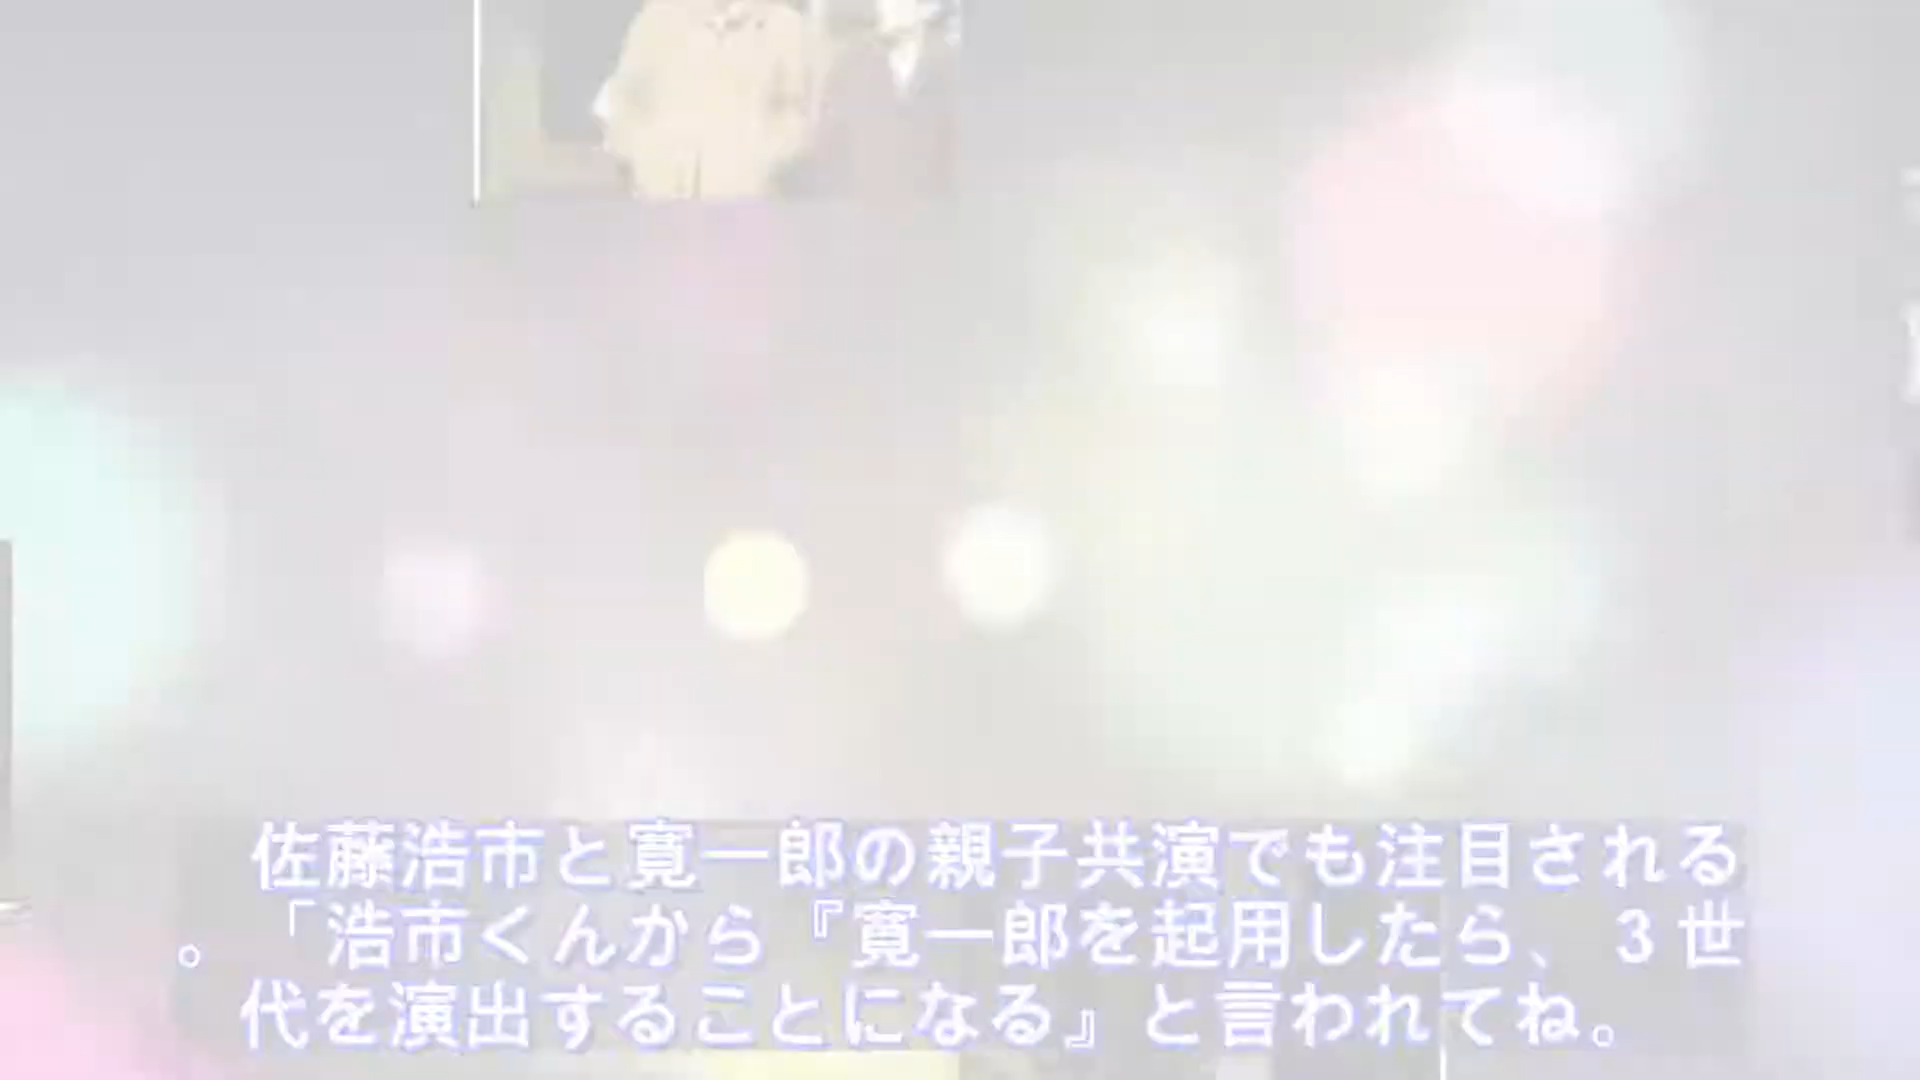 佐藤浩市と寛一郎の親子共演でも注目される
。「浩市くんから『寛一郎を起用したら、３世
代を演出することになる』と言われてね。